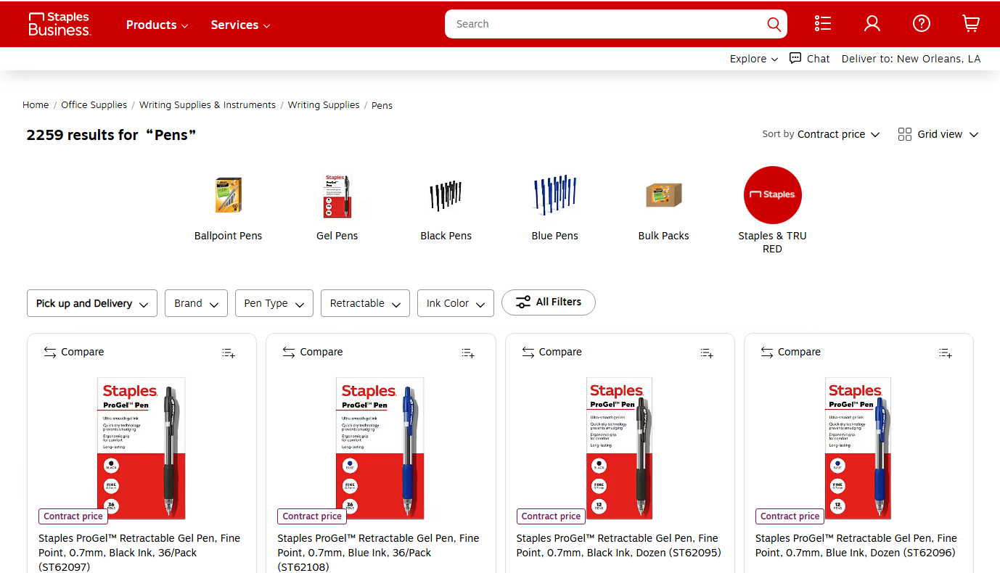 Staples
Business.
Products
Services
Search
Explore
Chat
Deliver to: New Orleans, LA
Home / Office Supplies / Writing Supplies & Instruments / Writing Supplies / Pens
2259 results for “Pens”
Sort by Contract price
Grid view
Staples
ProGel™
Pen
Staples
Ballpoint Pens
Gel Pens
Black Pens
Blue Pens
Bulk Packs
Staples & TRU
RED
Pick up and Delivery
Brand
Pen Type
Retractable
Ink Color
All Filters
Compare
Staples.
ProGel™ Pen
Ultra-smooth gel ink
Quick dry technology
prevents smudging
Ergonomic grip
for comfort
Long-lasting
BLACK
FINE
0.7mm
36
PENS
Contract price
Staples ProGel™ Retractable Gel Pen, Fine
Point, 0.7mm, Black Ink, 36/Pack
(ST62097)
Compare
Staples.
ProGel™ Pen
Ultra-smooth gel ink
Quick dry technology
prevents smudging
Ergonomic grip
for comfort
Long-lasting
BLUE
FINE
0.7mm
36
PENS
Contract price
Staples ProGel™ Retractable Gel Pen, Fine
Point, 0.7mm, Blue Ink, 36/Pack
(ST62108)
Compare
Staples.
ProGel™ Pen
Ultra-smooth gel ink
Quick dry technology
prevents smudging
Ergonomic grip
for comfort
Long-lasting
BLACK
FINE
0.7mm
12
PENS
Contract price
Staples ProGel™ Retractable Gel Pen, Fine
Point, 0.7mm, Black Ink, Dozen (ST62095)
Compare
Staples.
ProGel™ Pen
Ultra-smooth gel ink
Quick dry technology
prevents smudging
Ergonomic grip
for comfort
Long-lasting
BLUE
FINE
0.7mm
12
PENS
Contract price
Staples ProGel™ Retractable Gel Pen, Fine
Point, 0.7mm, Blue Ink, Dozen (ST62096)